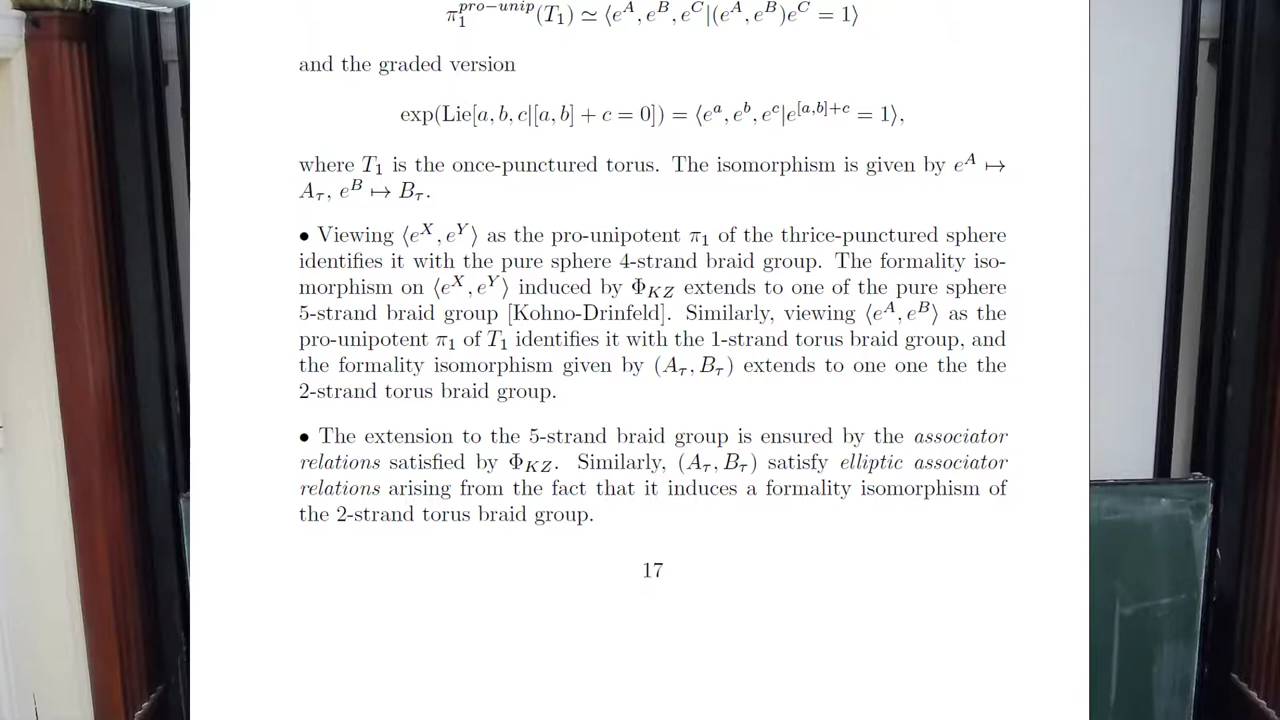 π₁^{pro−unip}(T₁) ≃ ⟨e^A, e^B, e^C|(e^A, e^B)e^C = 1⟩
and the graded version
exp(Lie[a, b, c|[a, b] + c = 0]) = ⟨e^a, e^b, e^c|e^{[a,b]+c} = 1⟩,
where T₁ is the once-punctured torus. The isomorphism is given by e^A ↦
A_τ, e^B ↦ B_τ.
• Viewing ⟨e^X, e^Y⟩ as the pro-unipotent π₁ of the thrice-punctured sphere
identifies it with the pure sphere 4-strand braid group. The formality iso-
morphism on ⟨e^X, e^Y⟩ induced by Φ_{KZ} extends to one of the pure sphere
5-strand braid group [Kohno-Drinfeld]. Similarly, viewing ⟨e^A, e^B⟩ as the
pro-unipotent π₁ of T₁ identifies it with the 1-strand torus braid group, and
the formality isomorphism given by (A_τ, B_τ) extends to one one the the
2-strand torus braid group.
• The extension to the 5-strand braid group is ensured by the associator
relations satisfied by Φ_{KZ}. Similarly, (A_τ, B_τ) satisfy elliptic associator
relations arising from the fact that it induces a formality isomorphism of
the 2-strand torus braid group.
17